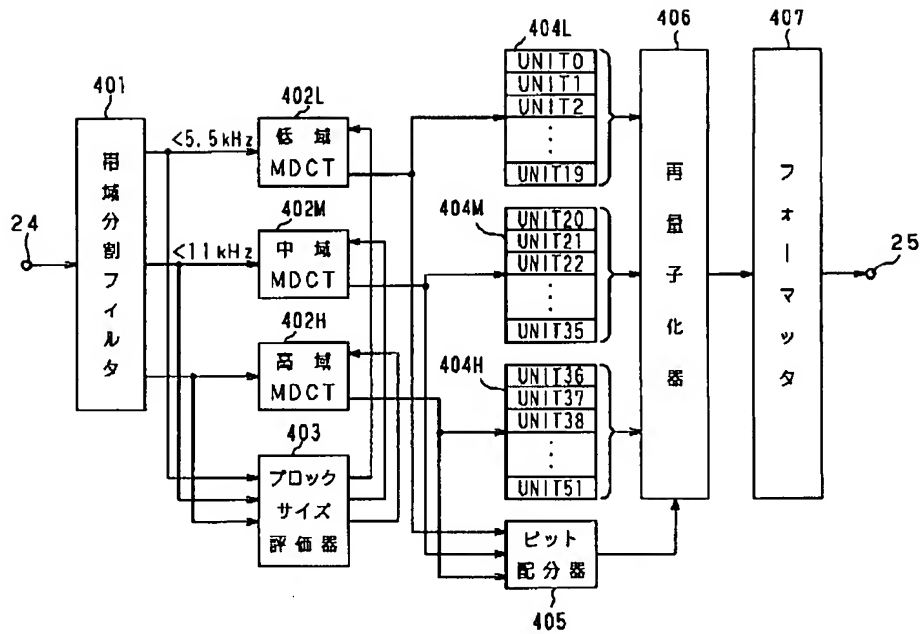 401
帯域分割フィルタ
24
<5.5kHz
<11kHz
402L
低域
MDCT
402M
中域
MDCT
402H
高域
MDCT
403
ブロック
サイズ
評価器
404L
UNIT0
UNIT1
UNIT2
⋮
UNIT19
404M
UNIT20
UNIT21
UNIT22
⋮
UNIT35
404H
UNIT36
UNIT37
UNIT38
⋮
UNIT51
ビット
配分器
405
406
再量子化器
407
フォーマッタ
25